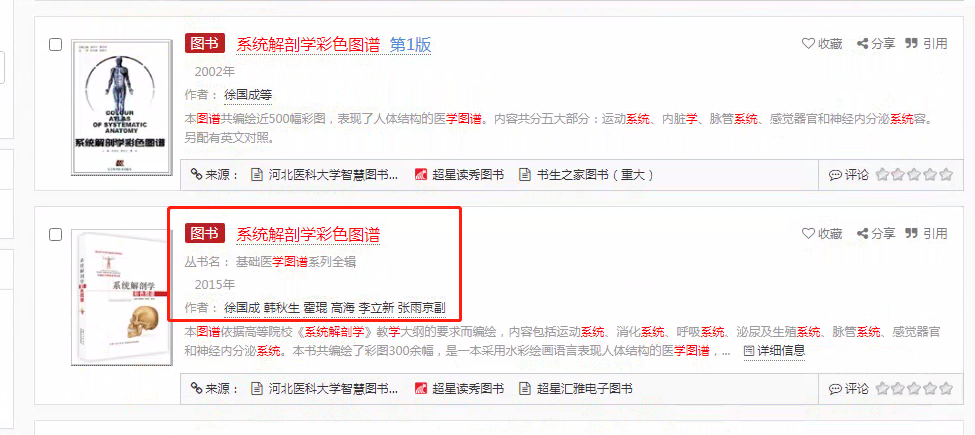 图书 系统解剖学彩色图谱 第1版
收藏 分享 引用
2002年
作者： 徐国成等
本图谱共编绘近500幅彩图，表现了人体结构的医学图谱。内容共分五大部分：运动系统、内脏学、脉管系统、感觉器官和神经内分泌系统容。
另配有英文对照。
COLOUR
ATLAS
OF SYSTEMATIC
ANATOMY
系统解剖学彩色图谱
来源： 河北医科大学智慧图书... 超星读秀图书 书生之家图书（重大）
评论
图书 系统解剖学彩色图谱
收藏 分享 引用
丛书名： 基础医学图谱系列全辑
2015年
作者： 徐国成 韩秋生 霍琨 高海 李立新 张雨京副
本图谱依据高等院校《系统解剖学》教学大纲的要求而编绘，内容包括运动系统、消化系统、呼吸系统、泌尿及生殖系统、脉管系统、感觉器官
和神经内分泌系统。本书共编绘了彩图300余幅，是一本采用水彩绘画语言表现人体结构的医学图谱，... 详细信息
系统解剖学
彩色图谱
来源： 河北医科大学智慧图书... 超星读秀图书 超星汇雅电子图书
评论